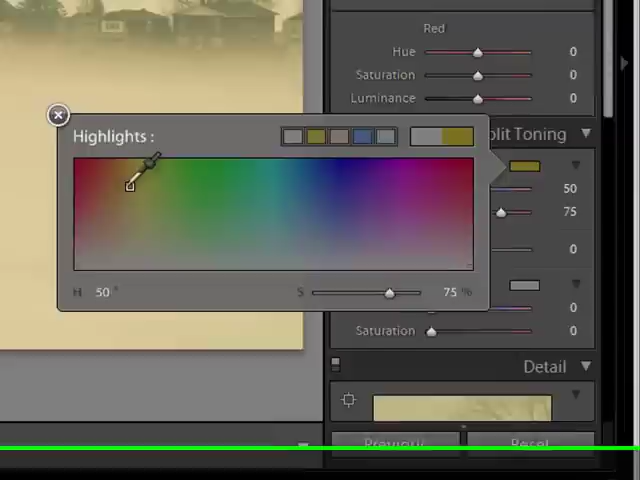 Red
Hue 0
Saturation 0
Luminance 0
Highlights :
plit Toning
50
75
0
H 50 ° S 75 %
0
Saturation 0
Detail
Previous Reset